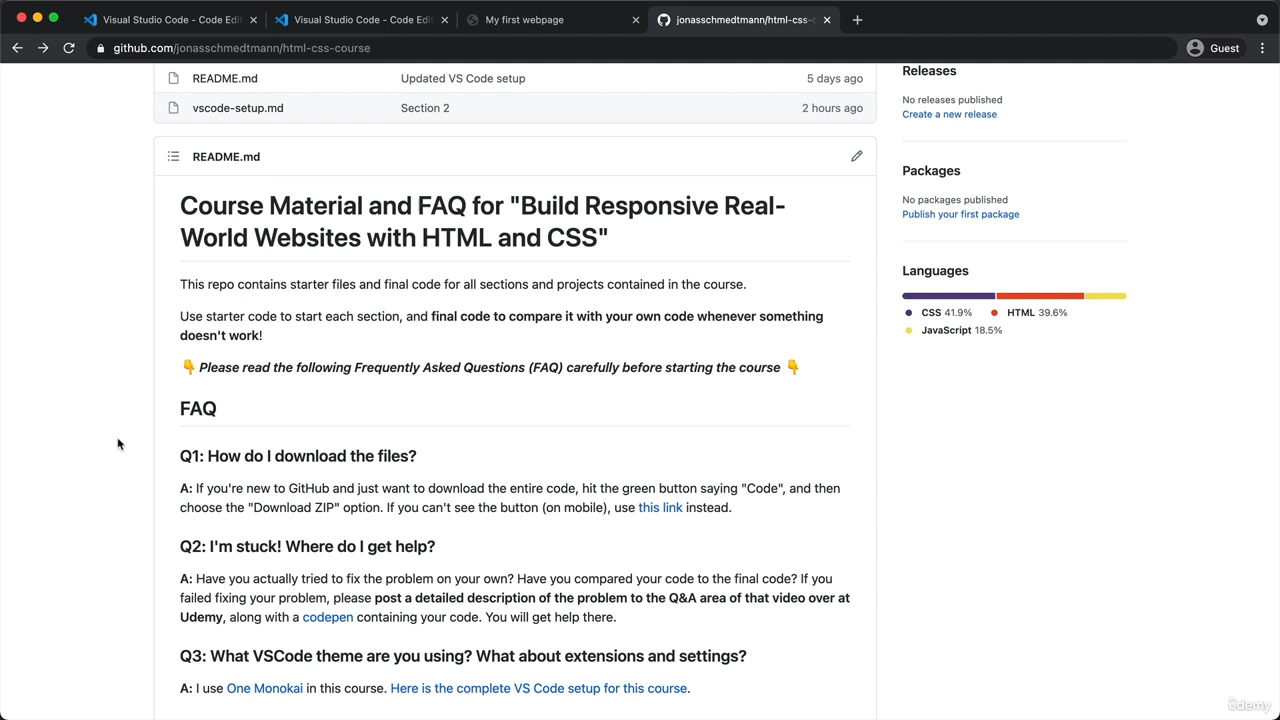 Visual Studio Code - Code Edit
Visual Studio Code - Code Edit
My first webpage
jonasschmedtmann/html-css-c
github.com/jonasschmedtmann/html-css-course
Guest
README.md Updated VS Code setup 5 days ago
vscode-setup.md Section 2 2 hours ago
README.md
Course Material and FAQ for "Build Responsive Real-
World Websites with HTML and CSS"
This repo contains starter files and final code for all sections and projects contained in the course.
Use starter code to start each section, and final code to compare it with your own code whenever something
doesn't work!
👇 Please read the following Frequently Asked Questions (FAQ) carefully before starting the course 👇
FAQ
Q1: How do I download the files?
A: If you're new to GitHub and just want to download the entire code, hit the green button saying "Code", and then
choose the "Download ZIP" option. If you can't see the button (on mobile), use this link instead.
Q2: I'm stuck! Where do I get help?
A: Have you actually tried to fix the problem on your own? Have you compared your code to the final code? If you
failed fixing your problem, please post a detailed description of the problem to the Q&A area of that video over at
Udemy, along with a codepen containing your code. You will get help there.
Q3: What VSCode theme are you using? What about extensions and settings?
A: I use One Monokai in this course. Here is the complete VS Code setup for this course.
Releases
No releases published
Create a new release
Packages
No packages published
Publish your first package
Languages
CSS 41.9% HTML 39.6%
JavaScript 18.5%
ûdemy